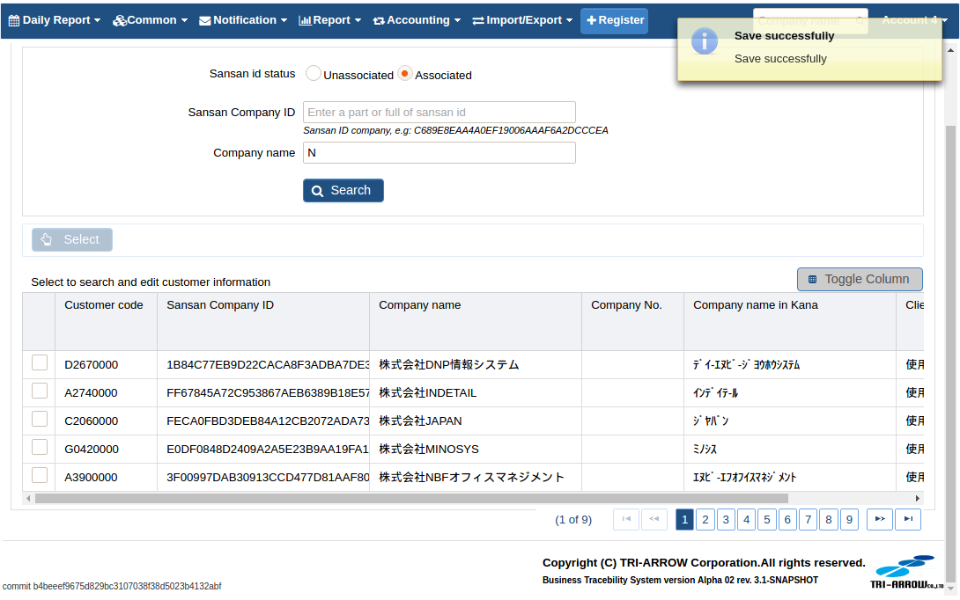 Daily Report Common Notification Report Accounting Import/Export Register Company name Account 4
Save successfully
Save successfully
Sansan id status Unassociated Associated
Sansan Company ID Enter a part or full of sansan id
Sansan ID company, e.g: C689E8EAA4A0EF19006AAAF6A2DCCCEA
Company name N
Search
Select
Select to search and edit customer information
Toggle Column
Customer code Sansan Company ID Company name Company No. Company name in Kana Clie
D2670000 1B84C77EB9D22CACA8F3ADBA7DE3 株式会社DNP情報システム ﾃﾞｲ-ｴﾇﾋﾟ-ｼﾞﾖｳﾎｳｼｽﾃﾑ 使用
A2740000 FF67845A72C953867AEB6389B18E57 株式会社INDETAIL ｲﾝﾃﾞｲﾃ-ﾙ 使用
C2060000 FECA0FBD3DEB84A12CB2072ADA73 株式会社JAPAN ｼﾞﾔﾊﾟﾝ 使用
G0420000 E0DF0848D2409A2A5E23B9AA19FA1 株式会社MINOSYS ﾐﾉｼｽ 使用
A3900000 3F00997DAB30913CCD477D81AAF80 株式会社NBFオフィスマネジメント ｴﾇﾋﾞ-ｴﾌｵﾌｲｽﾏﾈｼﾞﾒﾝﾄ 使用
(1 of 9) 1 2 3 4 5 6 7 8 9
Copyright (C) TRI-ARROW Corporation.All rights reserved.
Business Tracebility System version Alpha 02 rev. 3.1-SNAPSHOT
TRI-ARROW Co.,LTD
commit b4beeef9675d829bc3107038f38d5023b4132abf